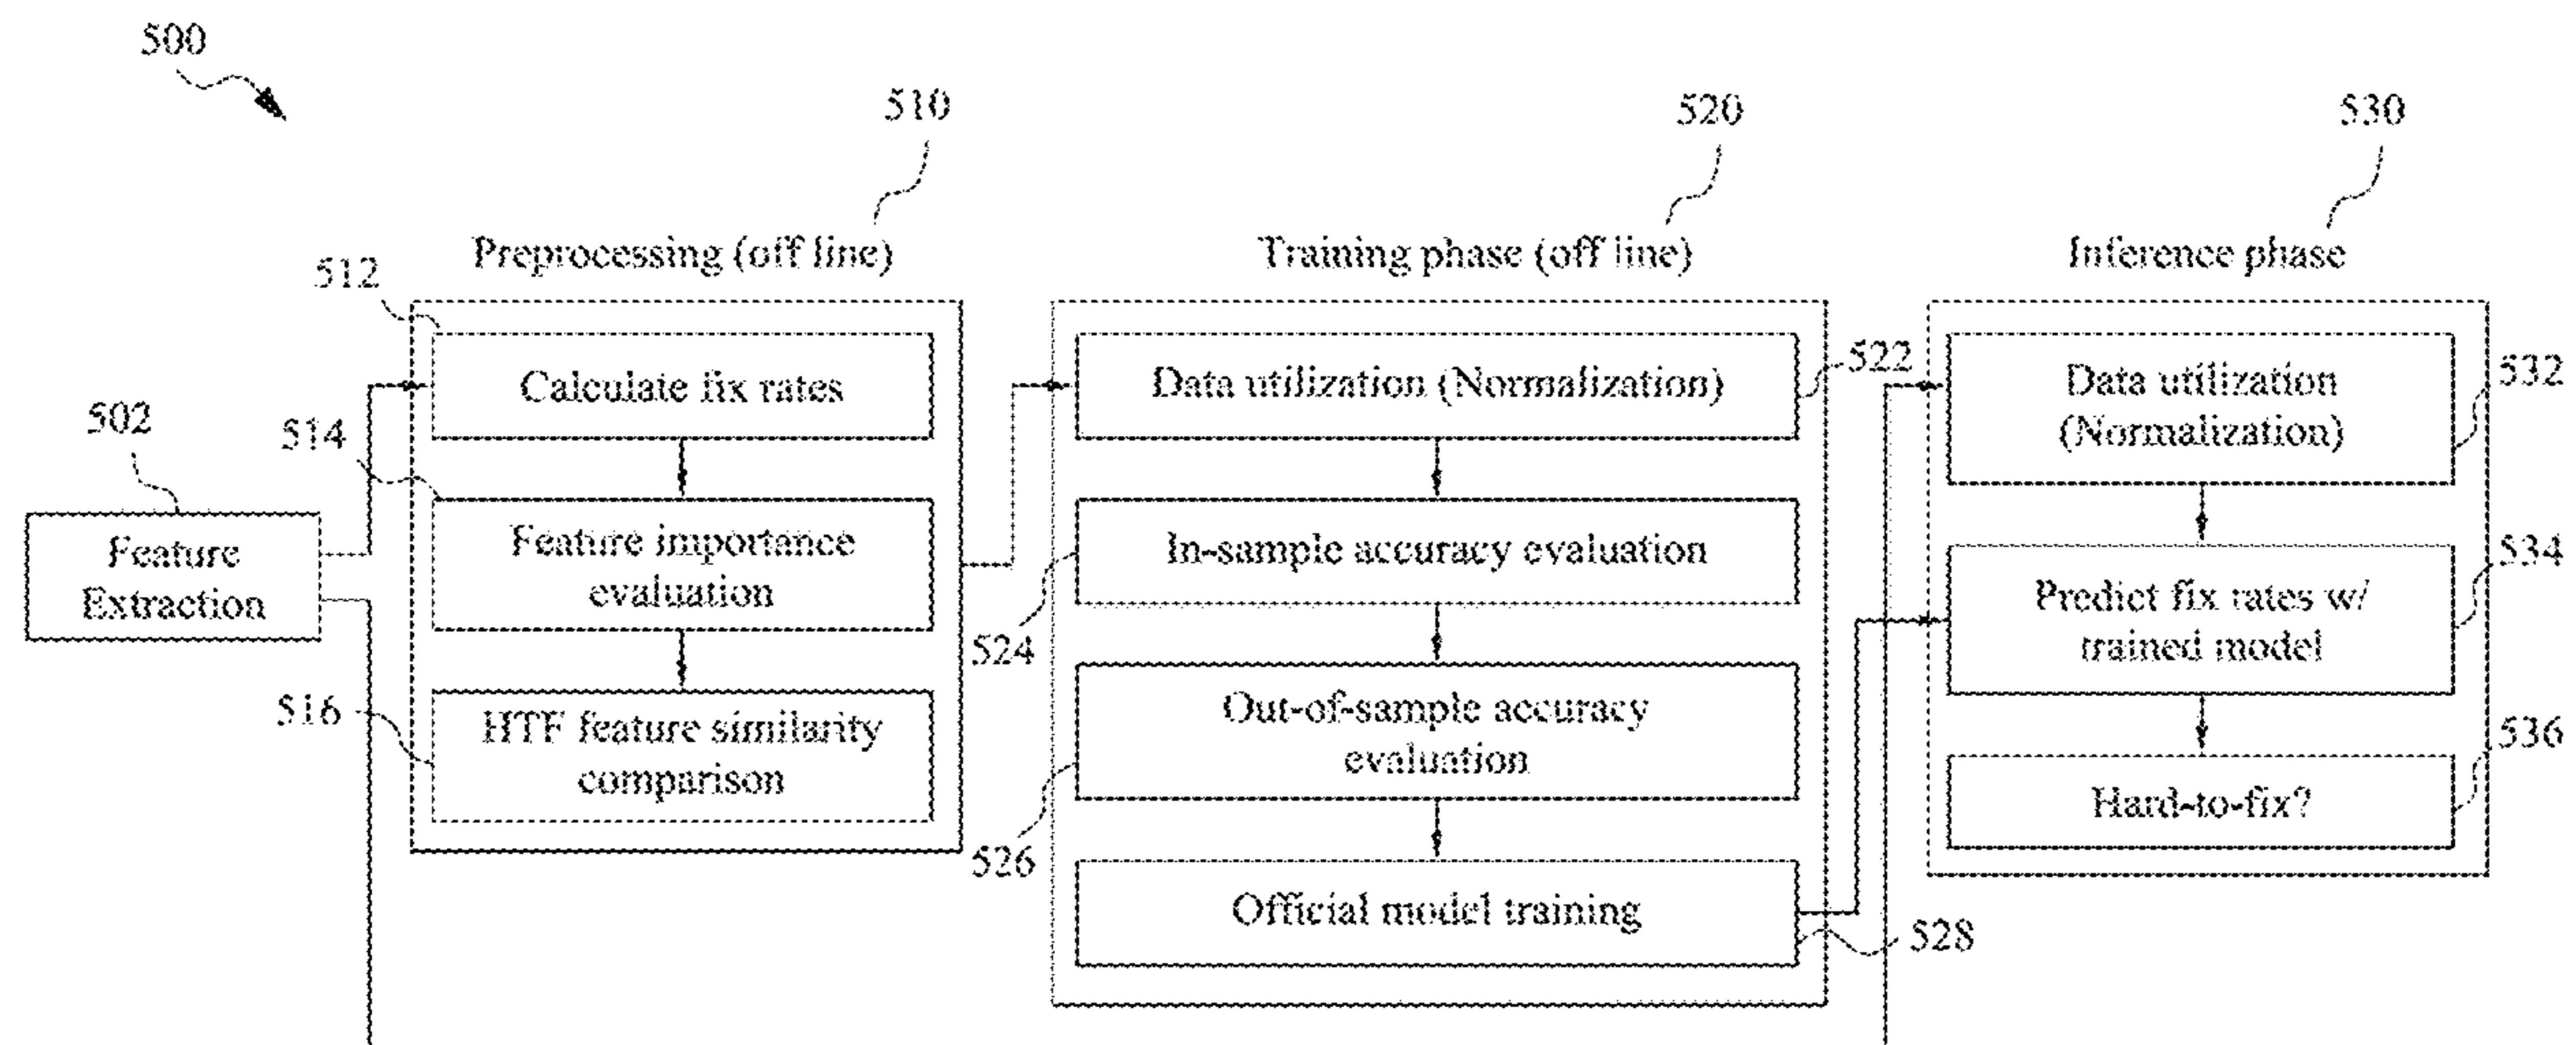 500
510
520
530
Preprocessing (off line)
Training phase (off line)
Inference phase
512
Calculate fix rates
514
Feature importance
evaluation
516
HTF feature similarity
comparison
502
Feature
Extraction
Data utilization (Normalization)
522
In-sample accuracy evaluation
524
Out-of-sample accuracy
evaluation
526
Official model training
528
Data utilization
(Normalization)
532
Predict fix rates w/
trained model
534
Hard-to-fix?
536